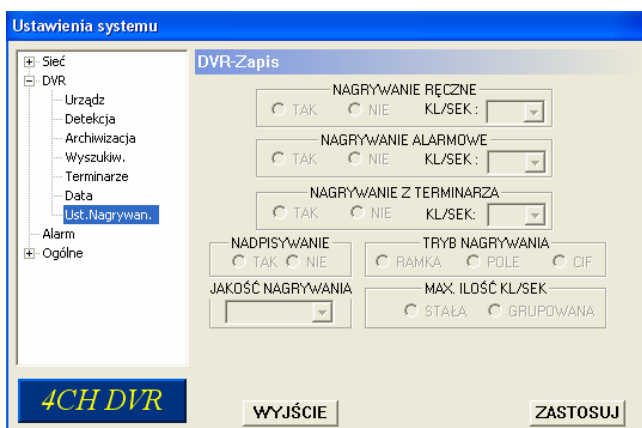 Ustawienia systemu
Sieć
DVR
Urządz
Detekcja
Archiwizacja
Wyszukiw.
Terminarze
Data
Ust.Nagrywan.
Alarm
Ogólne
4CH DVR
DVR-Zapis
NAGRYWANIE RĘCZNE
TAK NIE KL/SEK :
NAGRYWANIE ALARMOWE
TAK NIE KL/SEK :
NAGRYWANIE Z TERMINARZA
TAK NIE KL/SEK:
NADPISYWANIE
TAK NIE
TRYB NAGRYWANIA
RAMKA POLE CIF
JAKOŚĆ NAGRYWANIA
MAX. ILOŚĆ KL/SEK
STAŁA GRUPOWANA
WYJŚCIE ZASTOSUJ